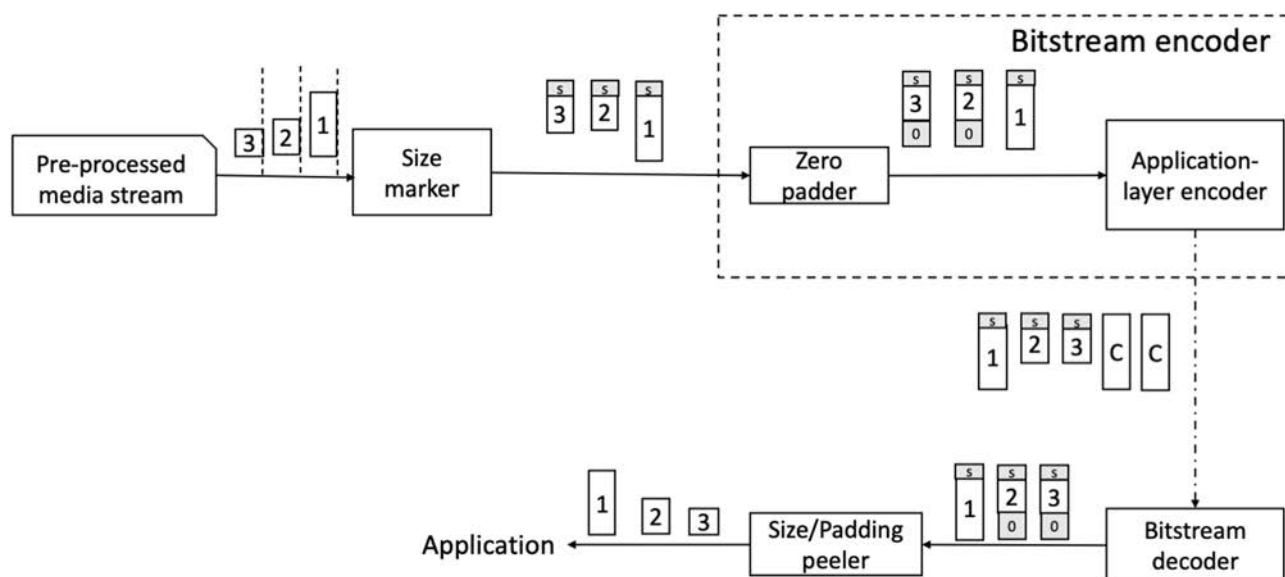 Bitstream encoder
s s s
3 2 1
0 0
s s s
3 2 1
3 2 1
Pre-processed
media stream
Size
marker
Zero
padder
Application-
layer encoder
s s s
1 2 3 C C
s s s
1 2 3
0 0
1 2 3
Application
Size/Padding
peeler
Bitstream
decoder